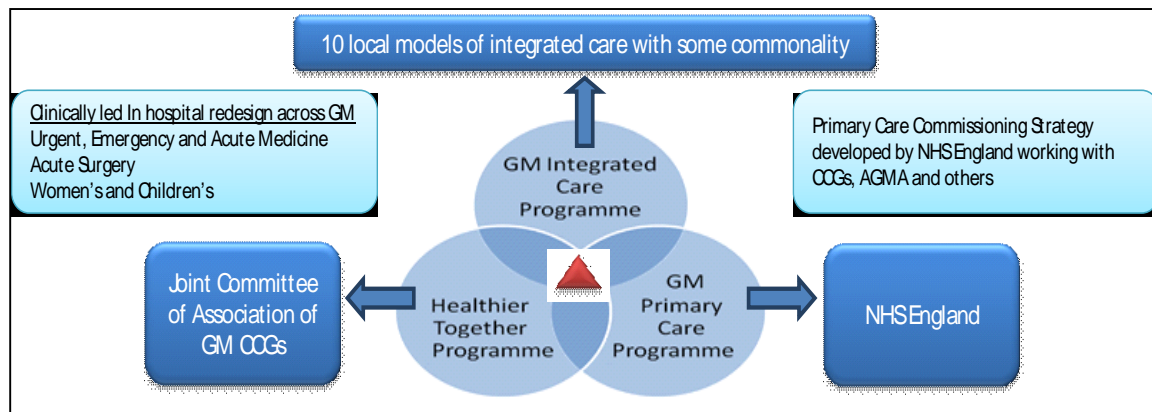 10 local models of integrated care with some commonality
Clinically led In hospital redesign across GM
Urgent, Emergency and Acute Medicine
Acute Surgery
Women's and Children's
Primary Care Commissioning Strategy
developed by NHS England working with
CCGs, AGMA and others
GM Integrated
Care
Programme
Joint Committee
of Association of
GM CCGs
Healthier
Together
Programme
GM
Primary
Care
Programme
NHS England